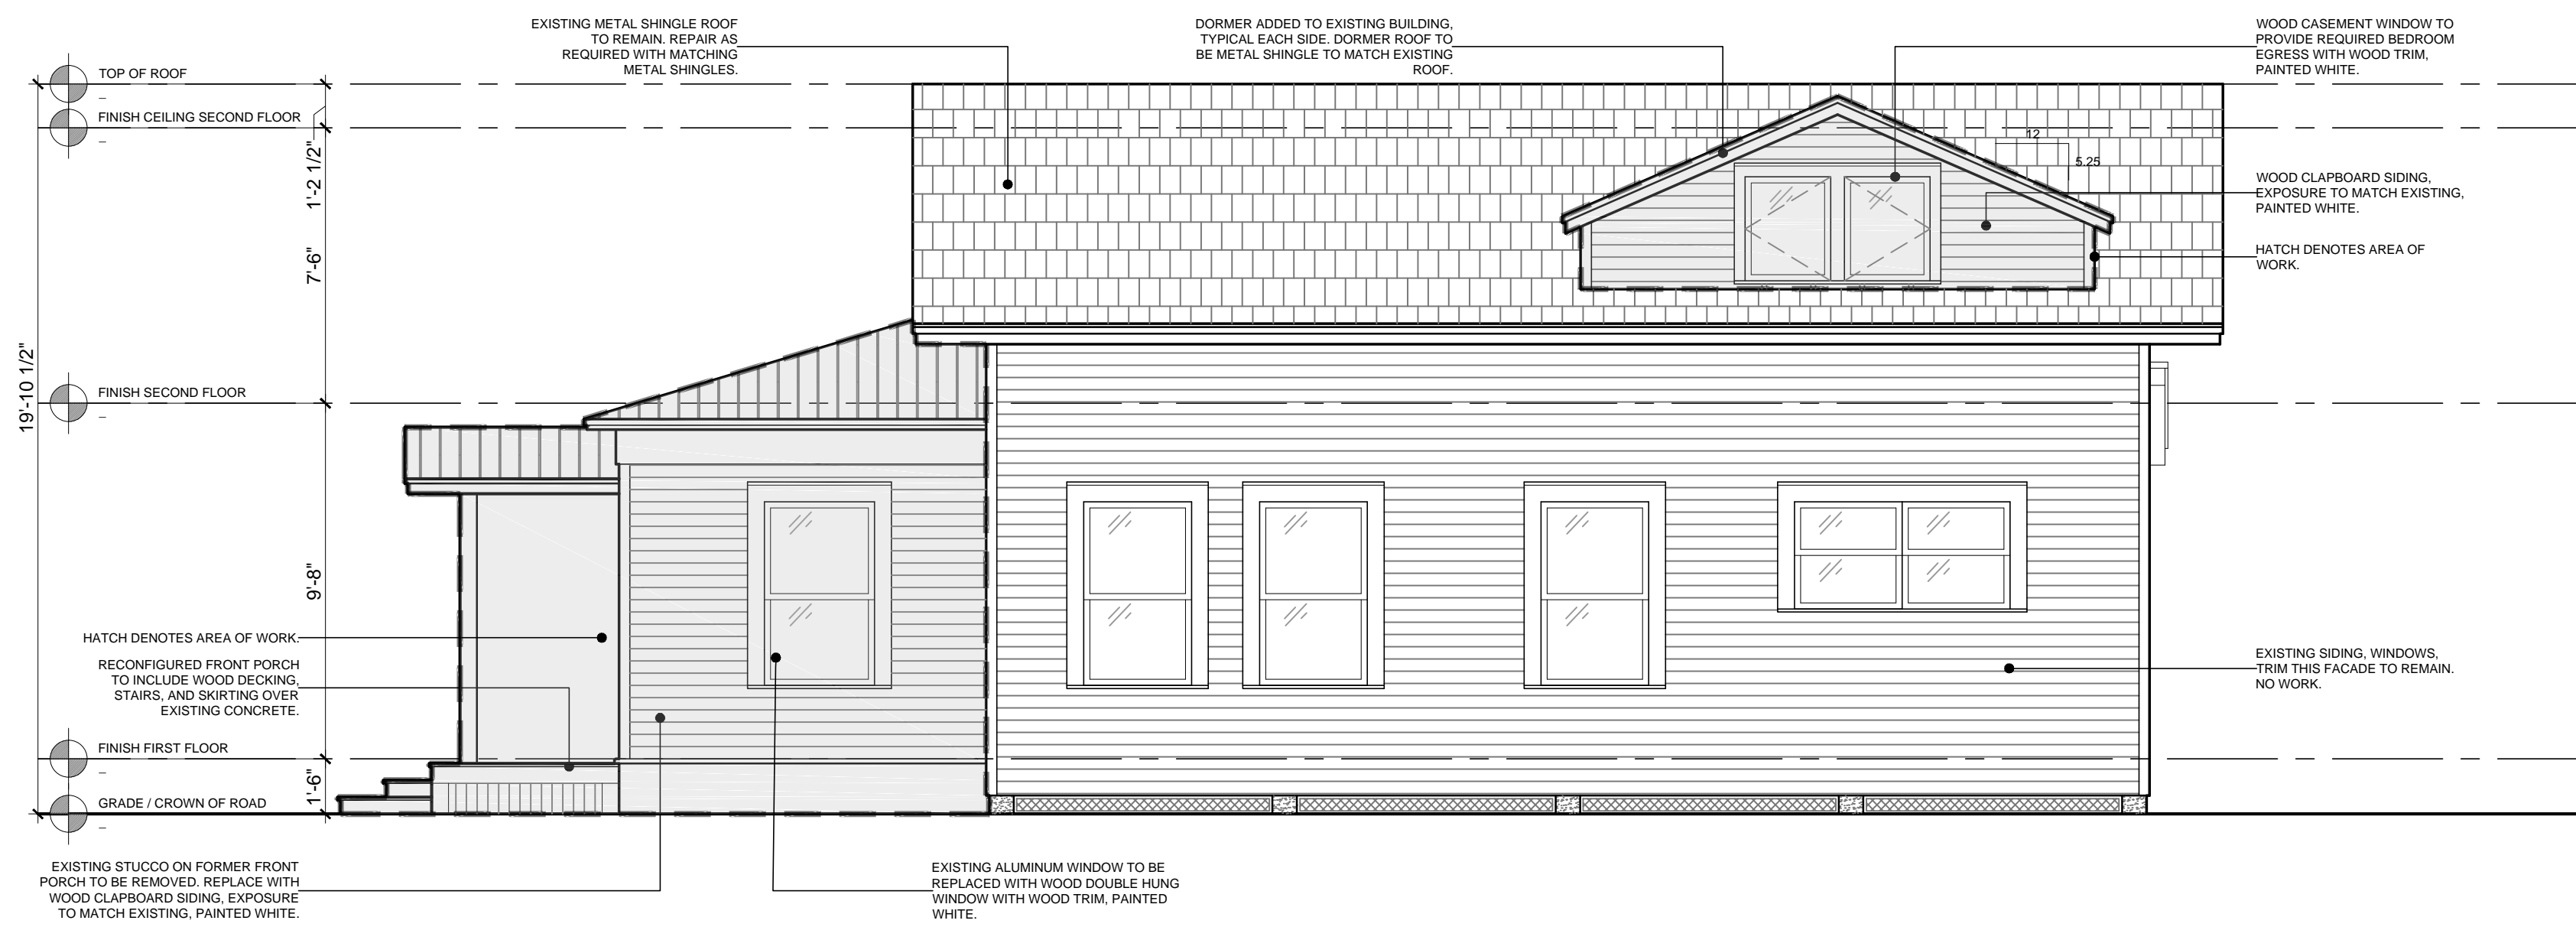 EXISTING METAL SHINGLE ROOF
TO REMAIN. REPAIR AS
REQUIRED WITH MATCHING
METAL SHINGLES.
DORMER ADDED TO EXISTING BUILDING,
TYPICAL EACH SIDE. DORMER ROOF TO
BE METAL SHINGLE TO MATCH EXISTING
ROOF.
WOOD CASEMENT WINDOW TO
PROVIDE REQUIRED BEDROOM
EGRESS WITH WOOD TRIM,
PAINTED WHITE.
TOP OF ROOF
FINISH CEILING SECOND FLOOR
1'-2 1/2"
12
5.25
WOOD CLAPBOARD SIDING,
EXPOSURE TO MATCH EXISTING,
PAINTED WHITE.
7'-6"
HATCH DENOTES AREA OF
WORK.
19'-10 1/2"
FINISH SECOND FLOOR
9'-8"
HATCH DENOTES AREA OF WORK.
RECONFIGURED FRONT PORCH
TO INCLUDE WOOD DECKING,
STAIRS, AND SKIRTING OVER
EXISTING CONCRETE.
EXISTING SIDING, WINDOWS,
TRIM THIS FACADE TO REMAIN.
NO WORK.
FINISH FIRST FLOOR
1'-6"
GRADE / CROWN OF ROAD
EXISTING STUCCO ON FORMER FRONT
PORCH TO BE REMOVED. REPLACE WITH
WOOD CLAPBOARD SIDING, EXPOSURE
TO MATCH EXISTING, PAINTED WHITE.
EXISTING ALUMINUM WINDOW TO BE
REPLACED WITH WOOD DOUBLE HUNG
WINDOW WITH WOOD TRIM, PAINTED
WHITE.